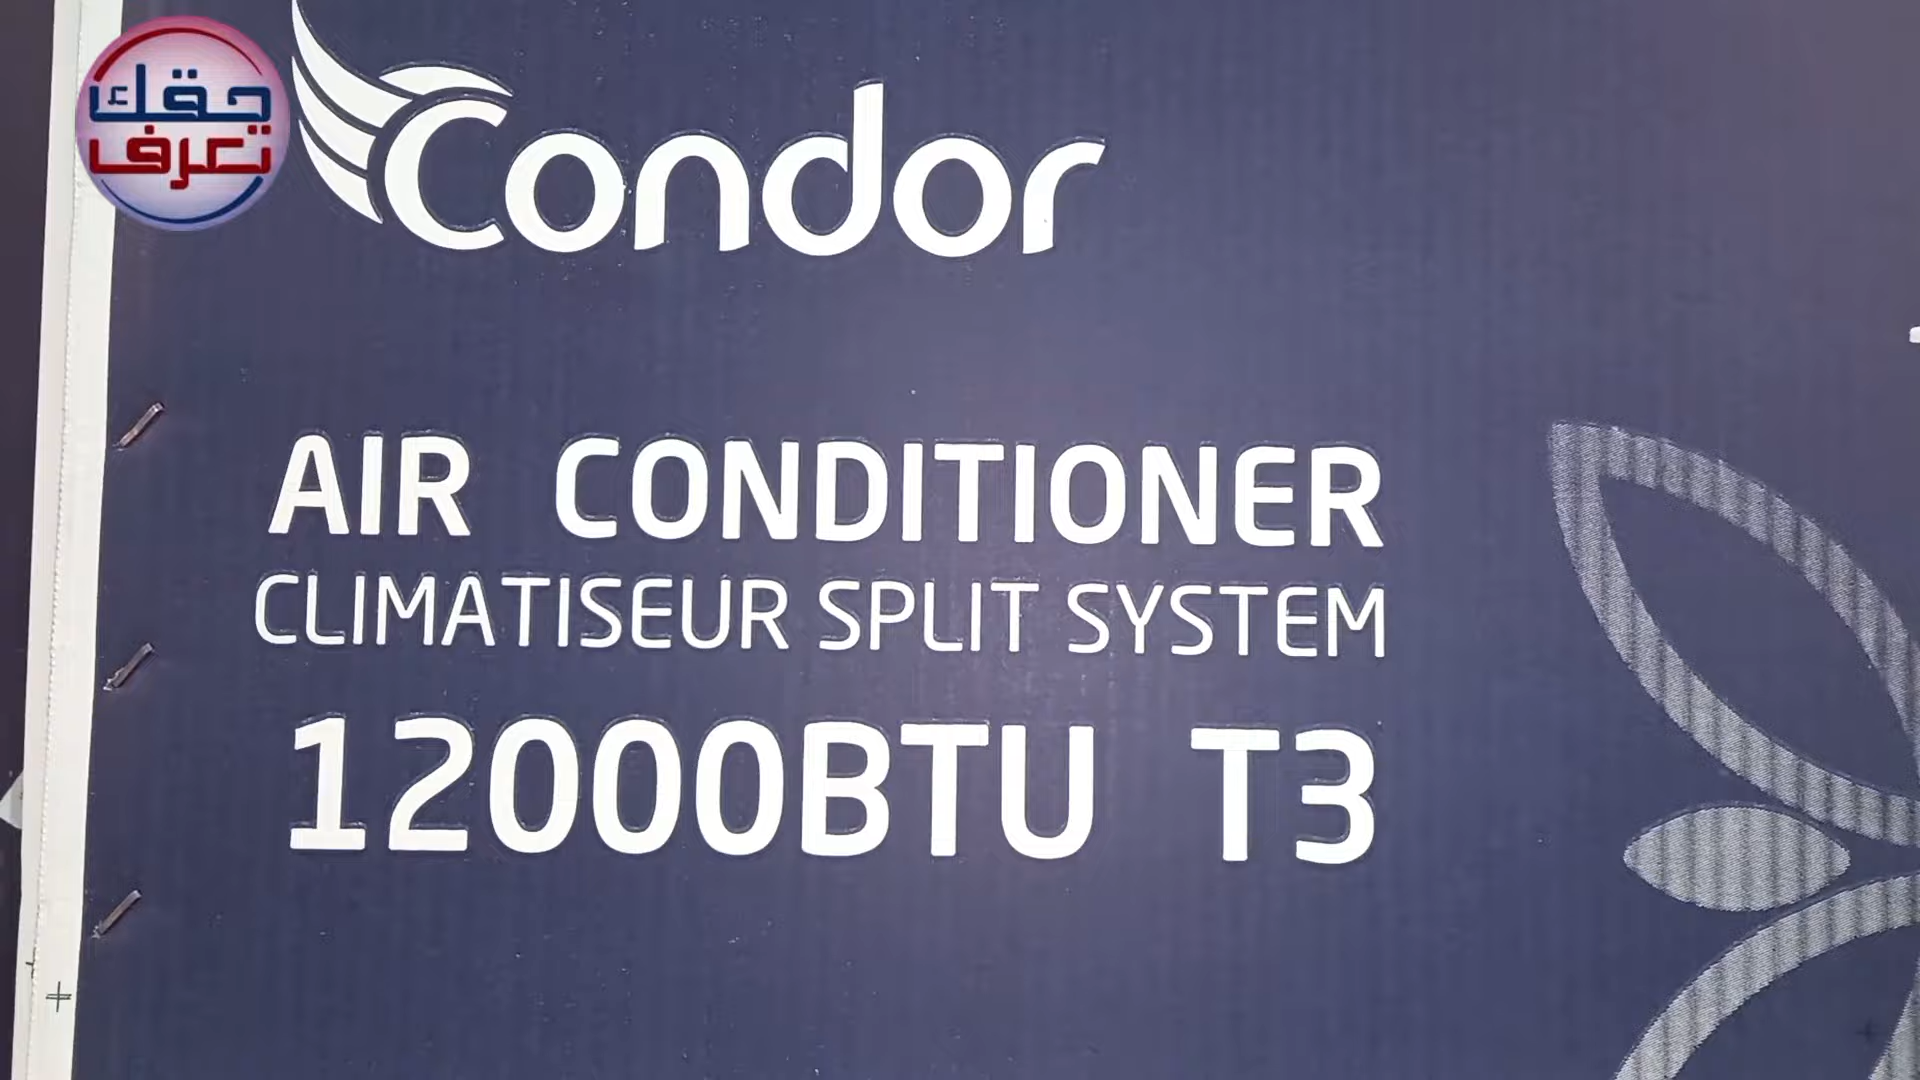 حقك
تعرف
Condor
AIR CONDITIONER
CLIMATISEUR SPLIT SYSTEM
12000BTU T3